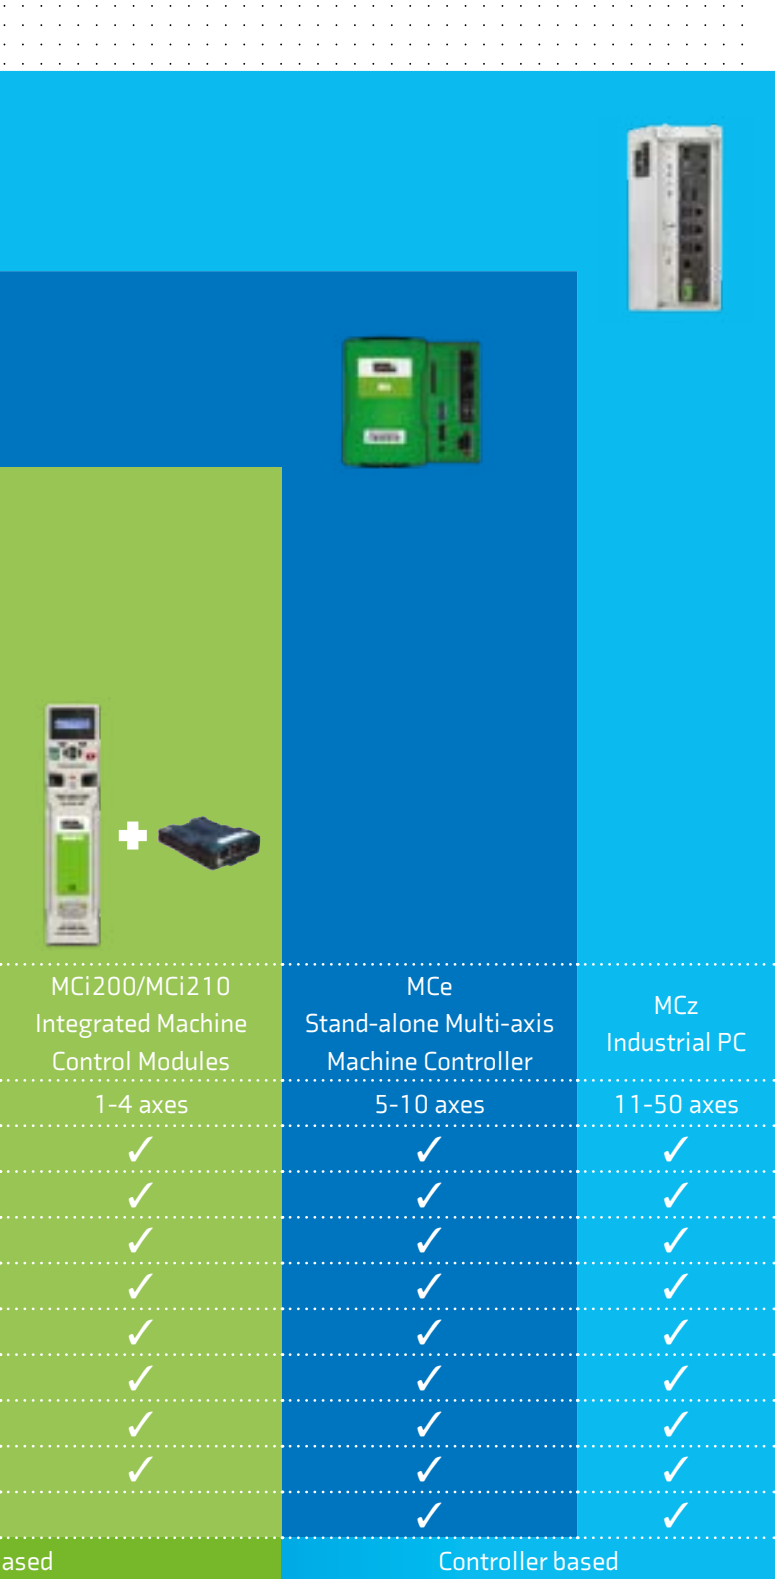 MCi200/MCi210
Integrated Machine
Control Modules
MCe
Stand-alone Multi-axis
Machine Controller
MCz
Industrial PC
1-4 axes
5-10 axes
11-50 axes
✓ ✓ ✓
✓ ✓ ✓
✓ ✓ ✓
✓ ✓ ✓
✓ ✓ ✓
✓ ✓ ✓
✓ ✓ ✓
✓ ✓ ✓
✓ ✓
ased
Controller based